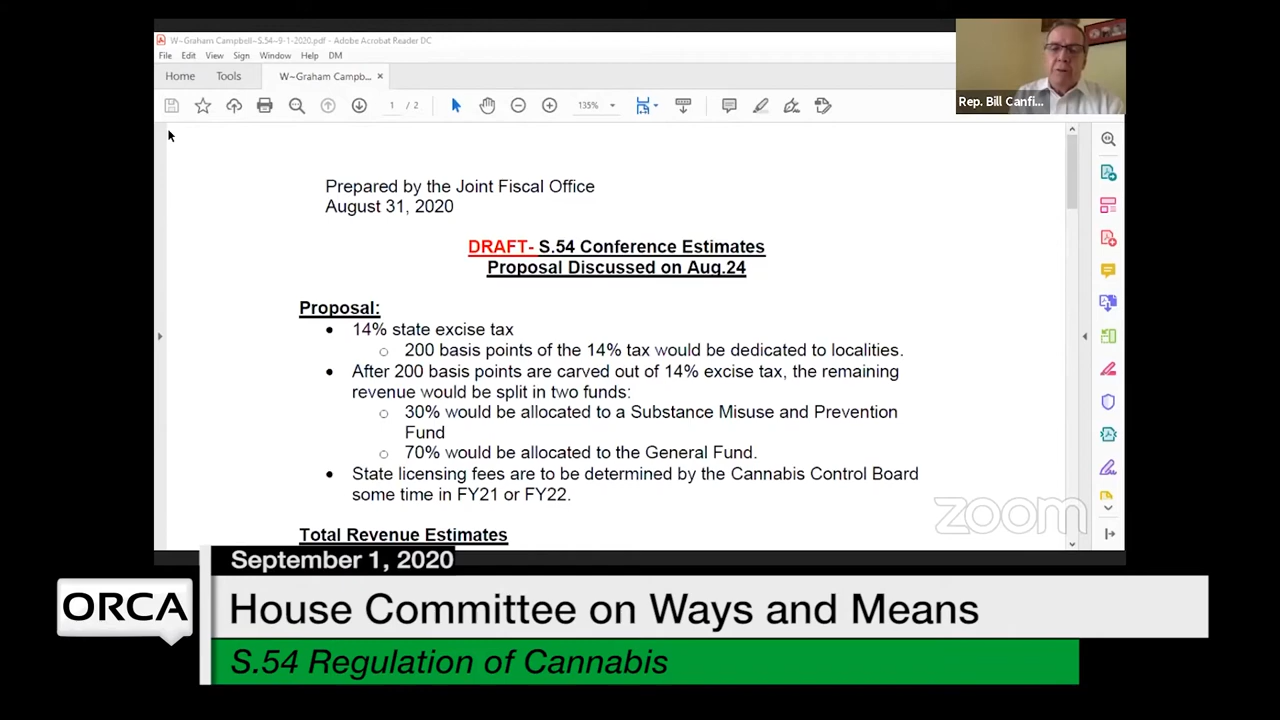 W~Graham Campbell~S.54~9-1-2020.pdf - Adobe Acrobat Reader DC
File Edit View Sign Window Help DM
Home Tools W~Graham Campb... ×
1 / 2 135%
Rep. Bill Canfi...
Prepared by the Joint Fiscal Office
August 31, 2020
DRAFT- S.54 Conference Estimates
Proposal Discussed on Aug.24
Proposal:
• 14% state excise tax
○ 200 basis points of the 14% tax would be dedicated to localities.
• After 200 basis points are carved out of 14% excise tax, the remaining
revenue would be split in two funds:
○ 30% would be allocated to a Substance Misuse and Prevention
Fund
○ 70% would be allocated to the General Fund.
• State licensing fees are to be determined by the Cannabis Control Board
some time in FY21 or FY22.
Total Revenue Estimates
zoom
September 1, 2020
ORCA
House Committee on Ways and Means
S.54 Regulation of Cannabis